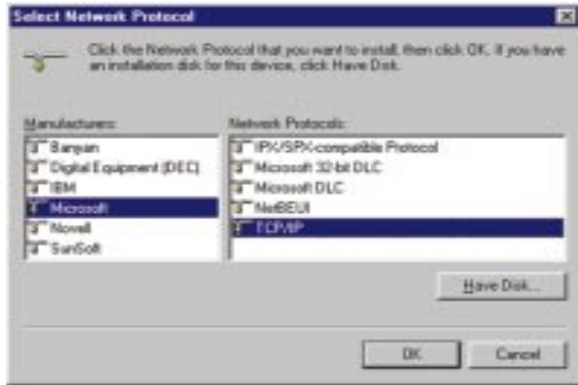 Select Network Protocol
Click the Network Protocol that you want to install, then click OK. If you have
an installation disk for this device, click Have Disk.
Manufacturers:
Banyan
Digital Equipment (DEC)
IBM
Microsoft
Novell
SunSoft
Network Protocols:
IPX/SPX-compatible Protocol
Microsoft 32-bit DLC
Microsoft DLC
NetBEUI
TCP/IP
Have Disk...
OK
Cancel